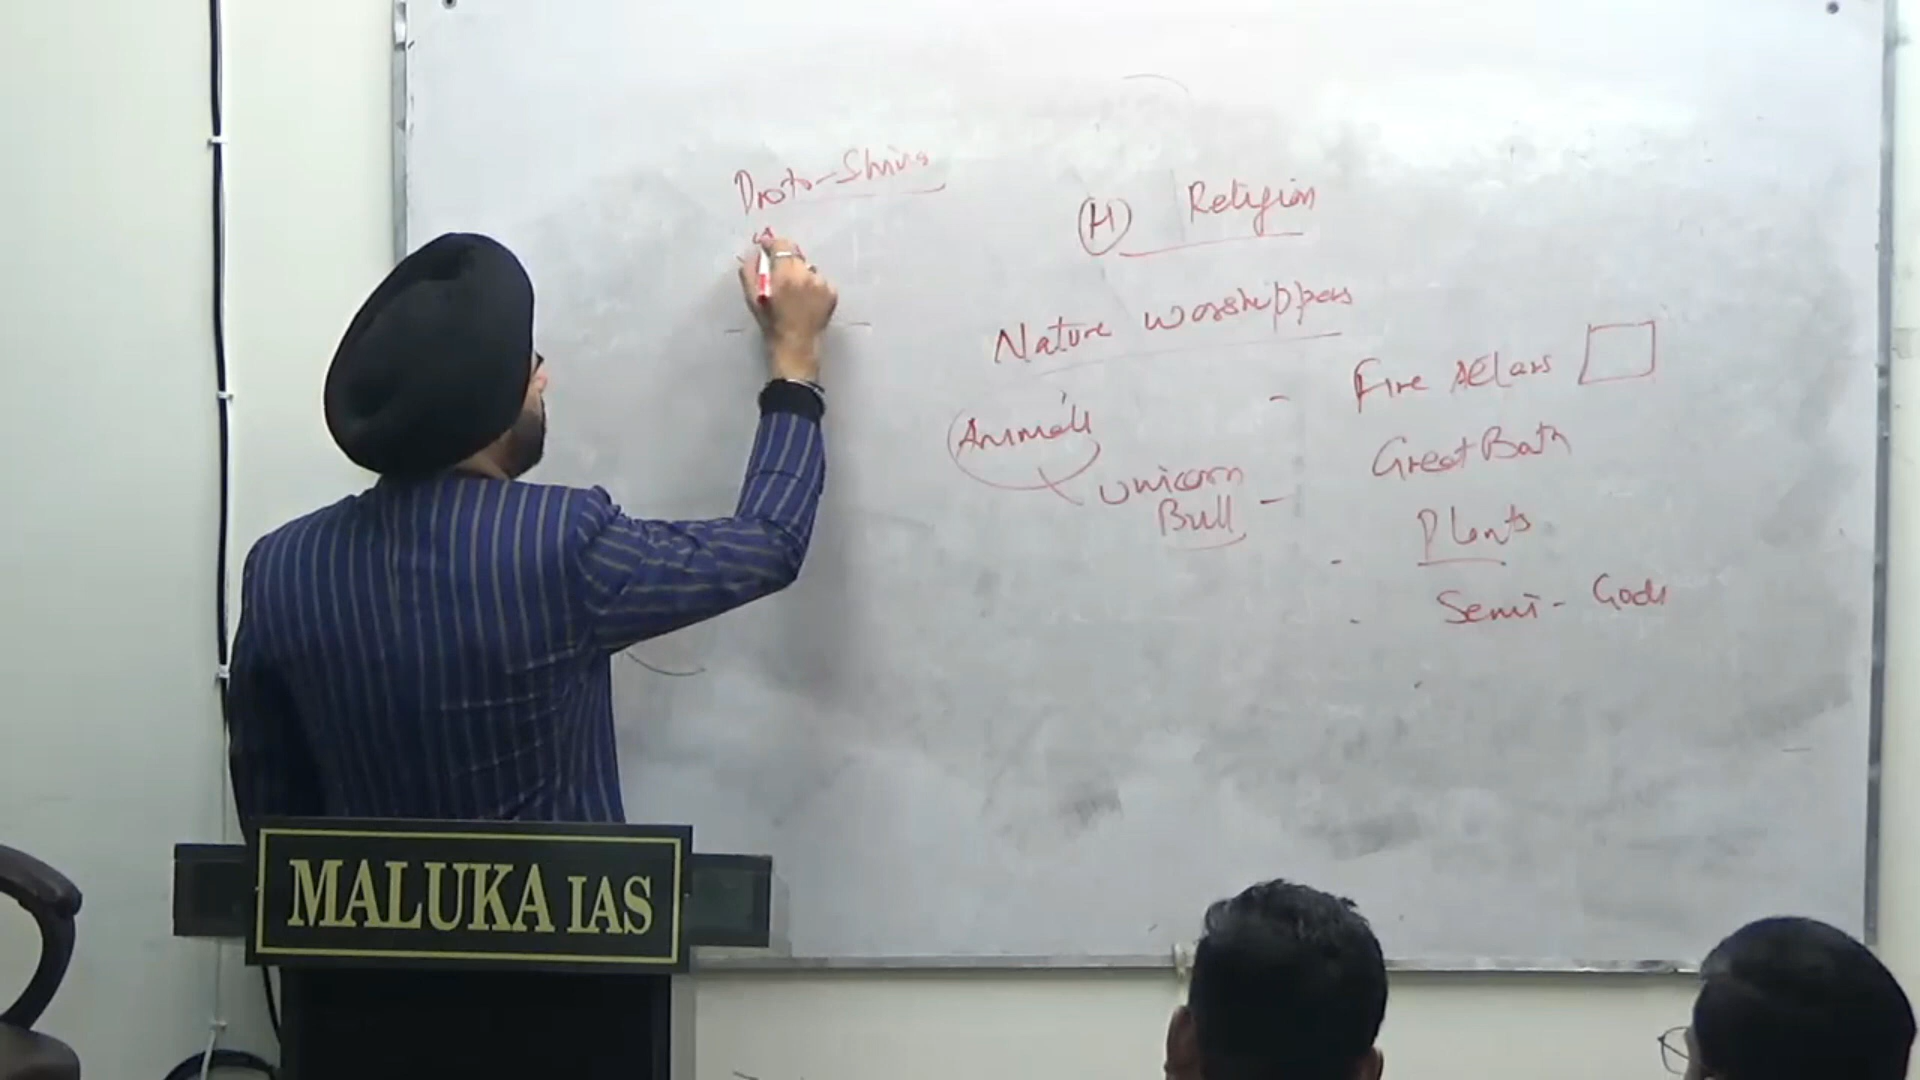 Proto-Shiva
(H) Religion
Nature worshippers
Animals
Unicorn
Bull
Fire Altars
Great Bath
Plants
Semi-Gods
MALUKA IAS